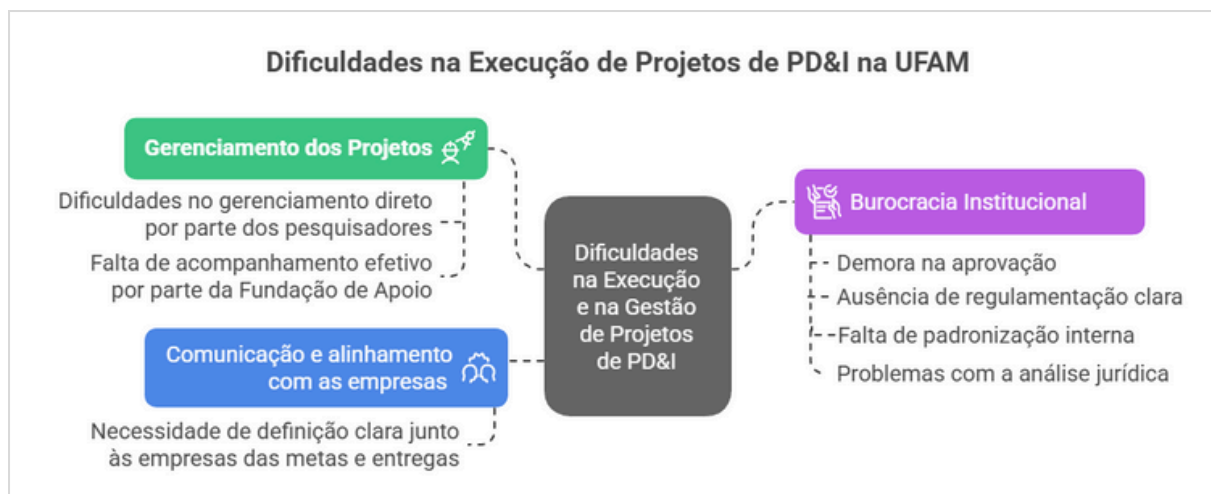 Dificuldades na Execução de Projetos de PD&I na UFAM
Gerenciamento dos Projetos
Dificuldades no gerenciamento direto
por parte dos pesquisadores
Falta de acompanhamento efetivo
por parte da Fundação de Apoio
Comunicação e alinhamento
com as empresas
Necessidade de definição clara junto
às empresas das metas e entregas
Dificuldades
na Execução
e na Gestão
de Projetos
de PD&I
Burocracia Institucional
Demora na aprovação
Ausência de regulamentação clara
Falta de padronização interna
Problemas com a análise jurídica